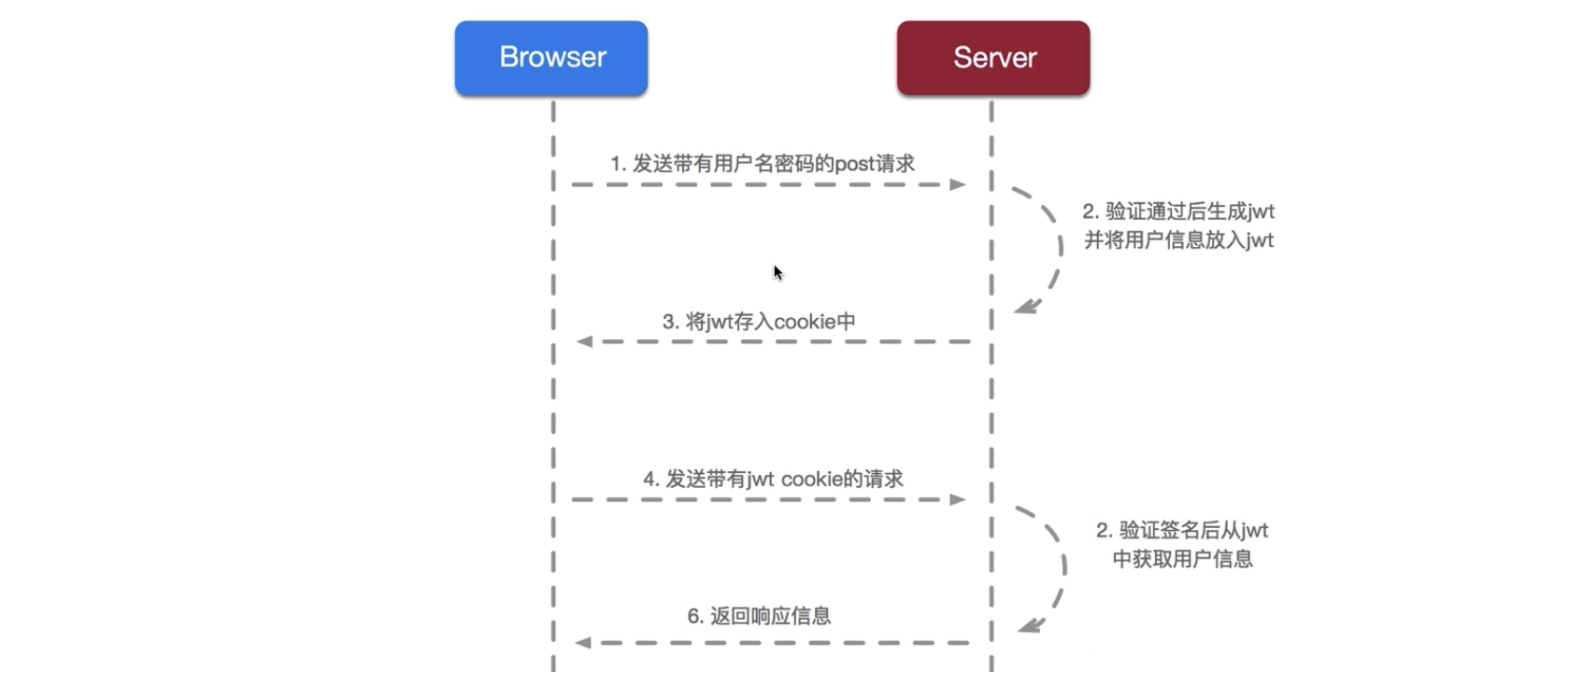 Browser
Server
1. 发送带有用户名密码的post请求
2. 验证通过后生成jwt
并将用户信息放入jwt
3. 将jwt存入cookie中
4. 发送带有jwt cookie的请求
2. 验证签名后从jwt
中获取用户信息
6. 返回响应信息